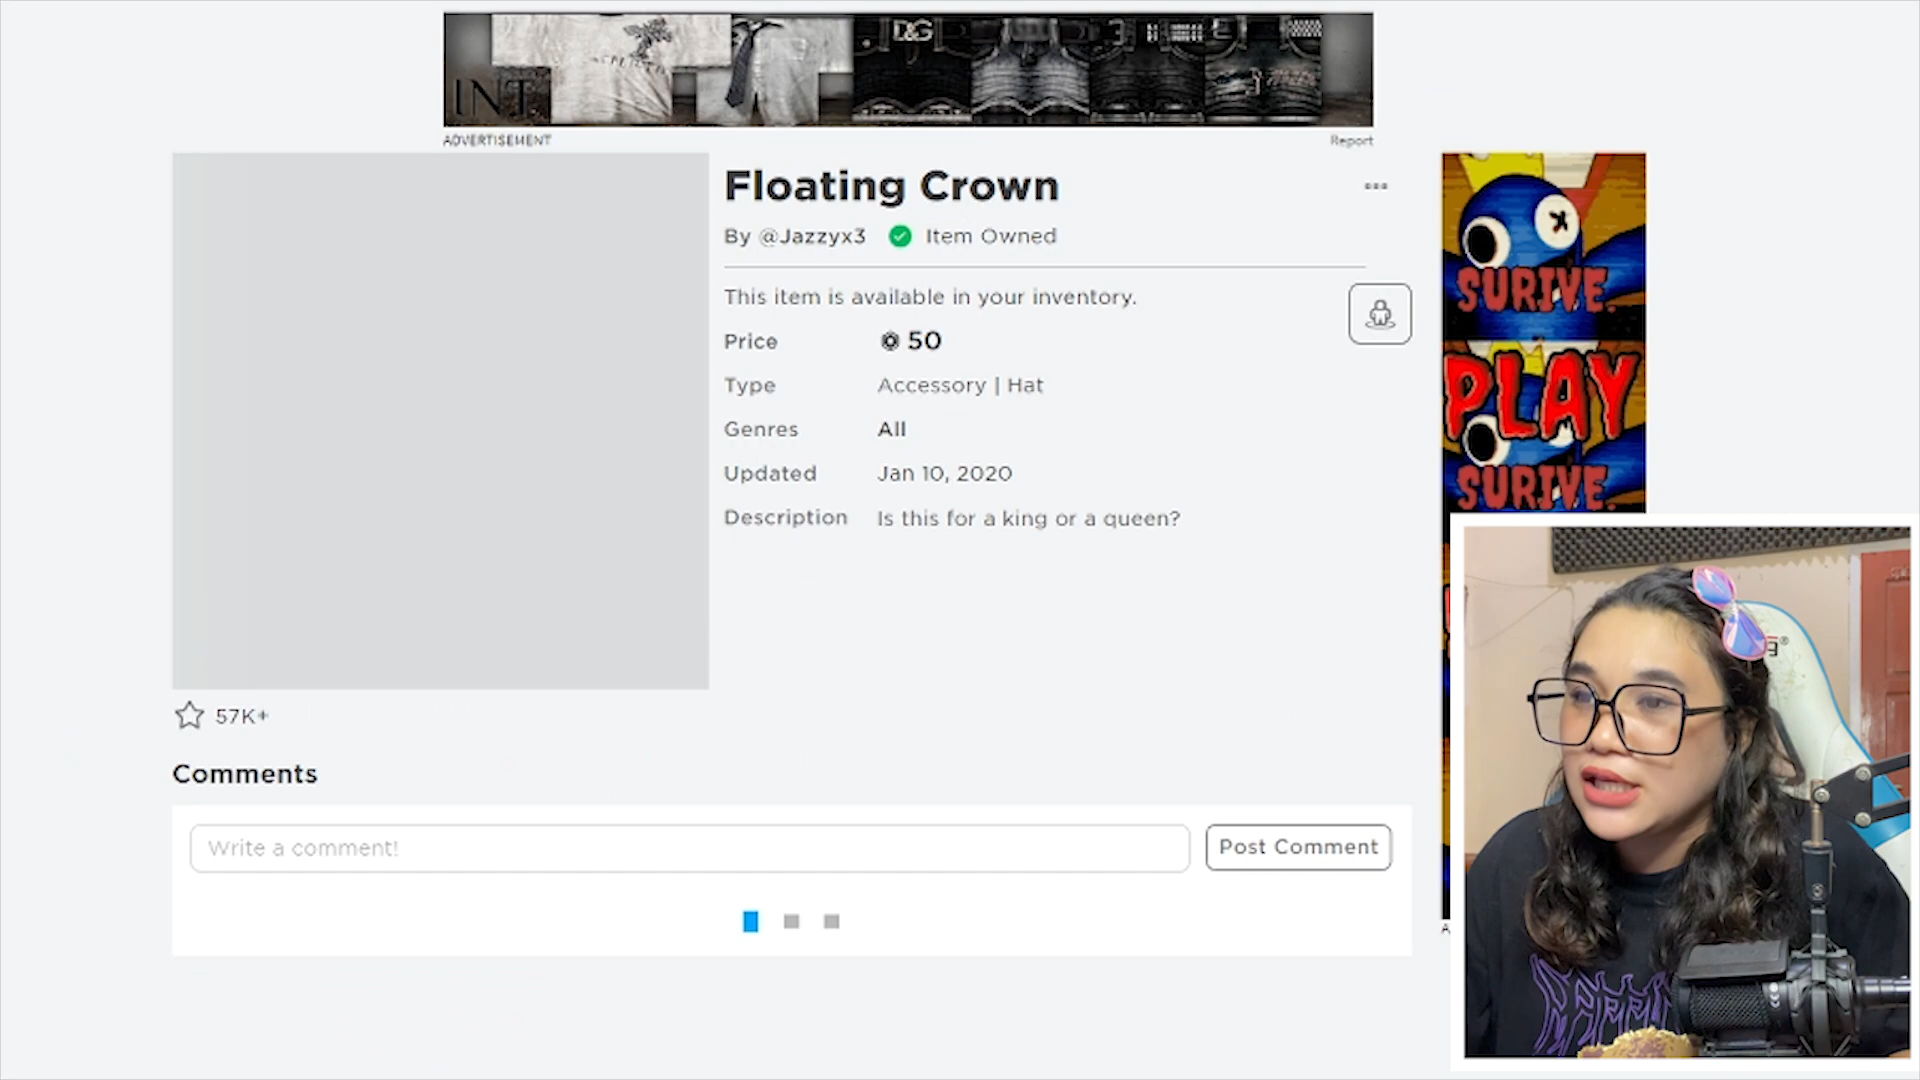 INT
D&G
ADVERTISEMENT
Report
Floating Crown
By @Jazzyx3 Item Owned
This item is available in your inventory.
Price 50
Type Accessory | Hat
Genres All
Updated Jan 10, 2020
Description Is this for a king or a queen?
SURIVE.
PLAY
SURIVE.
57K+
Comments
Write a comment!
Post Comment